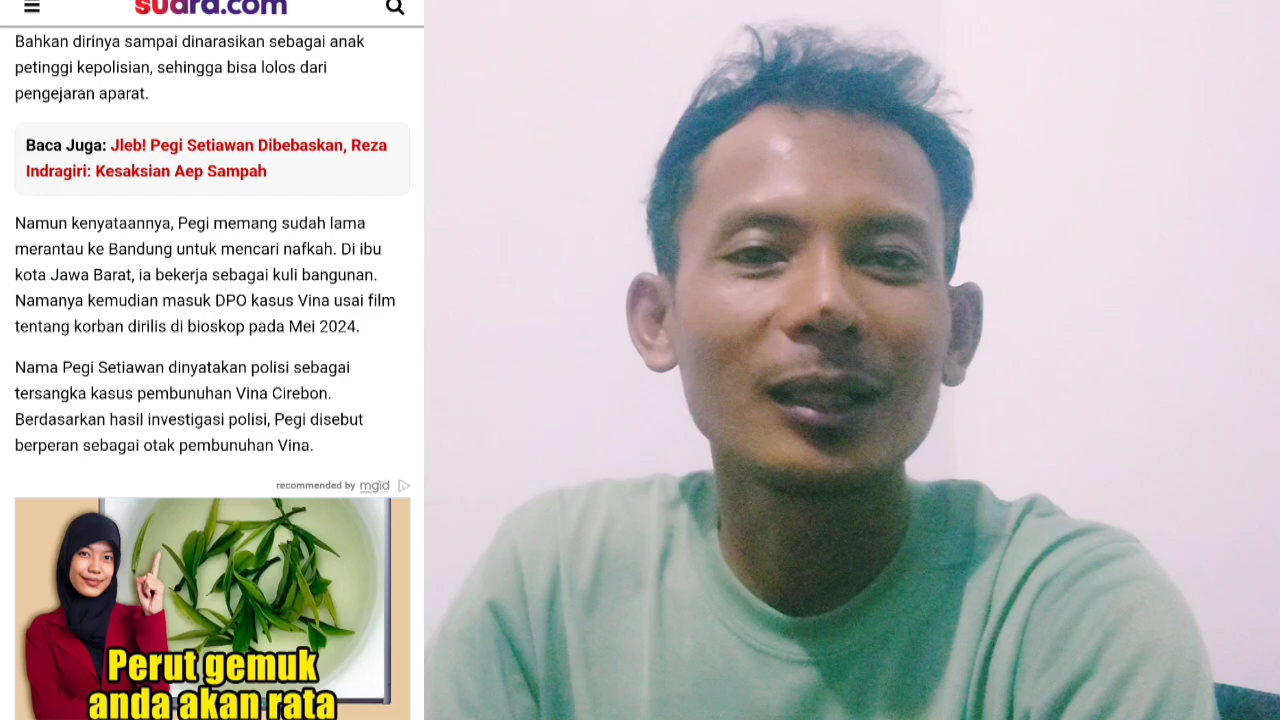 suara.com
Bahkan dirinya sampai dinarasikan sebagai anak
petinggi kepolisian, sehingga bisa lolos dari
pengejaran aparat.
Baca Juga: Jleb! Pegi Setiawan Dibebaskan, Reza
Indragiri: Kesaksian Aep Sampah
Namun kenyataannya, Pegi memang sudah lama
merantau ke Bandung untuk mencari nafkah. Di ibu
kota Jawa Barat, ia bekerja sebagai kuli bangunan.
Namanya kemudian masuk DPO kasus Vina usai film
tentang korban dirilis di bioskop pada Mei 2024.
Nama Pegi Setiawan dinyatakan polisi sebagai
tersangka kasus pembunuhan Vina Cirebon.
Berdasarkan hasil investigasi polisi, Pegi disebut
berperan sebagai otak pembunuhan Vina.
recommended by mgid
Perut gemuk
anda akan rata